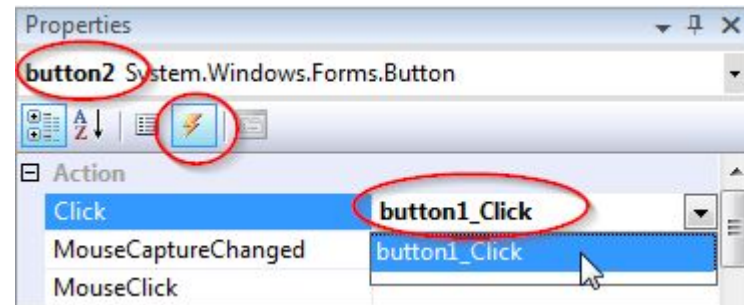 Properties
button2 System.Windows.Forms.Button
A
Z
Action
Click button1_Click
MouseCaptureChanged button1_Click
MouseClick